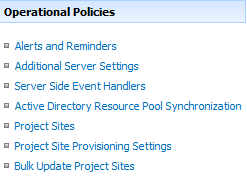 Operational Policies
Alerts and Reminders
Additional Server Settings
Server Side Event Handlers
Active Directory Resource Pool Synchronization
Project Sites
Project Site Provisioning Settings
Bulk Update Project Sites